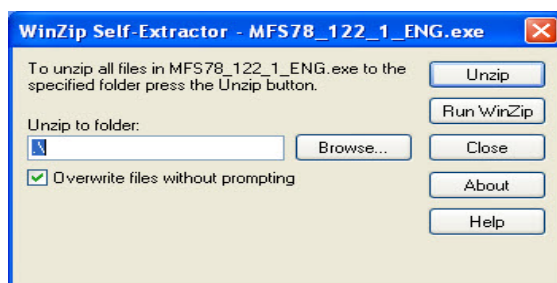 WinZip Self-Extractor - MFS78_122_1_ENG.exe
To unzip all files in MFS78_122_1_ENG.exe to the
specified folder press the Unzip button.
Unzip to folder:
.\
Browse...
Overwrite files without prompting
Unzip
Run WinZip
Close
About
Help